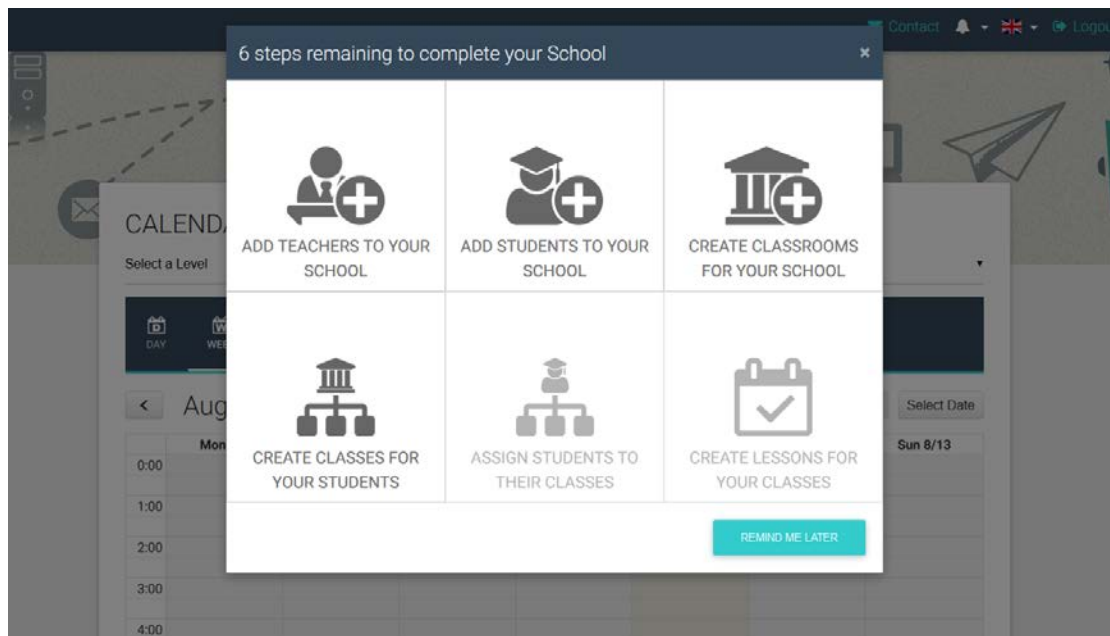 Contact
Logou
6 steps remaining to complete your School
×
ADD TEACHERS TO YOUR
SCHOOL
ADD STUDENTS TO YOUR
SCHOOL
CREATE CLASSROOMS
FOR YOUR SCHOOL
CREATE CLASSES FOR
YOUR STUDENTS
ASSIGN STUDENTS TO
THEIR CLASSES
CREATE LESSONS FOR
YOUR CLASSES
REMIND ME LATER
CALENDA
Select a Level
D
DAY
W
WEE
Aug
Select Date
Mon
Sun 8/13
0:00
1:00
2:00
3:00
4:00